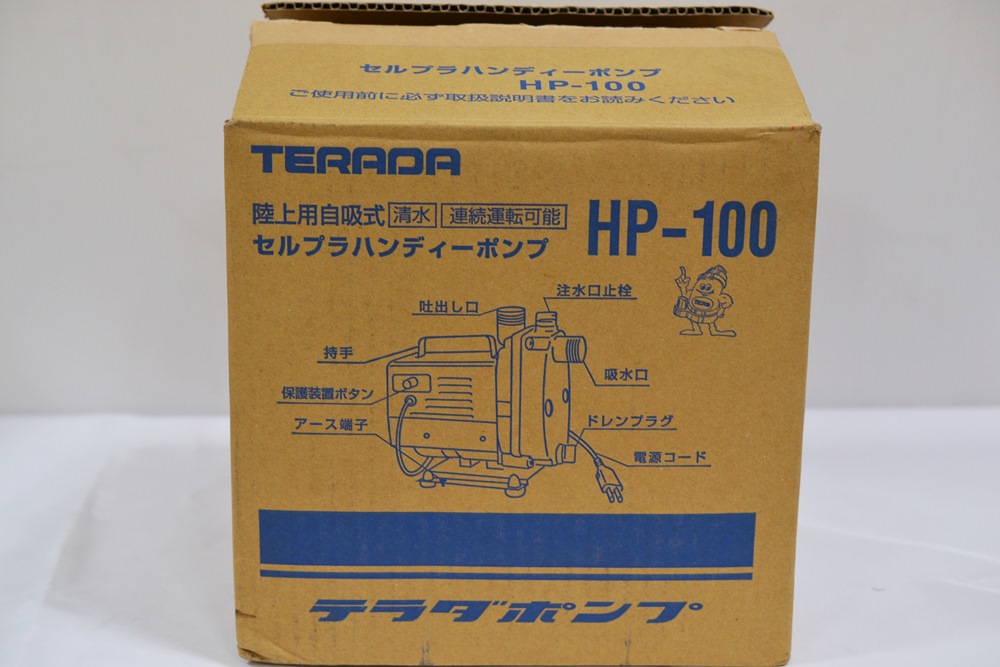 セルプラハンディーポンプ
HP-100
ご使用前に必ず取扱説明書をお読みください
TERADA
陸上用自吸式 清水 連続運転可能
セルプラハンディーポンプ
HP-100
注水口止栓
吐出し口
TERADA
持手
吸水口
保護装置ボタン
アース端子
ドレンプラグ
電源コード
テラダポンプ